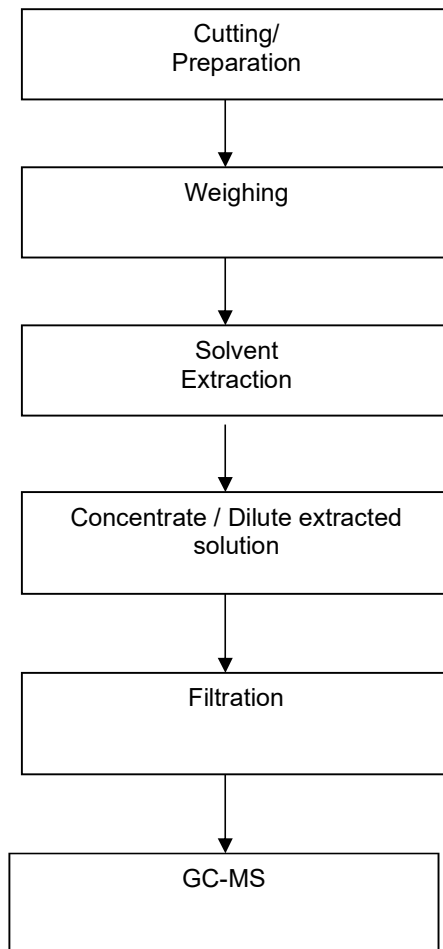 Cutting/
Preparation
Weighing
Solvent
Extraction
Concentrate / Dilute extracted
solution
Filtration
GC-MS